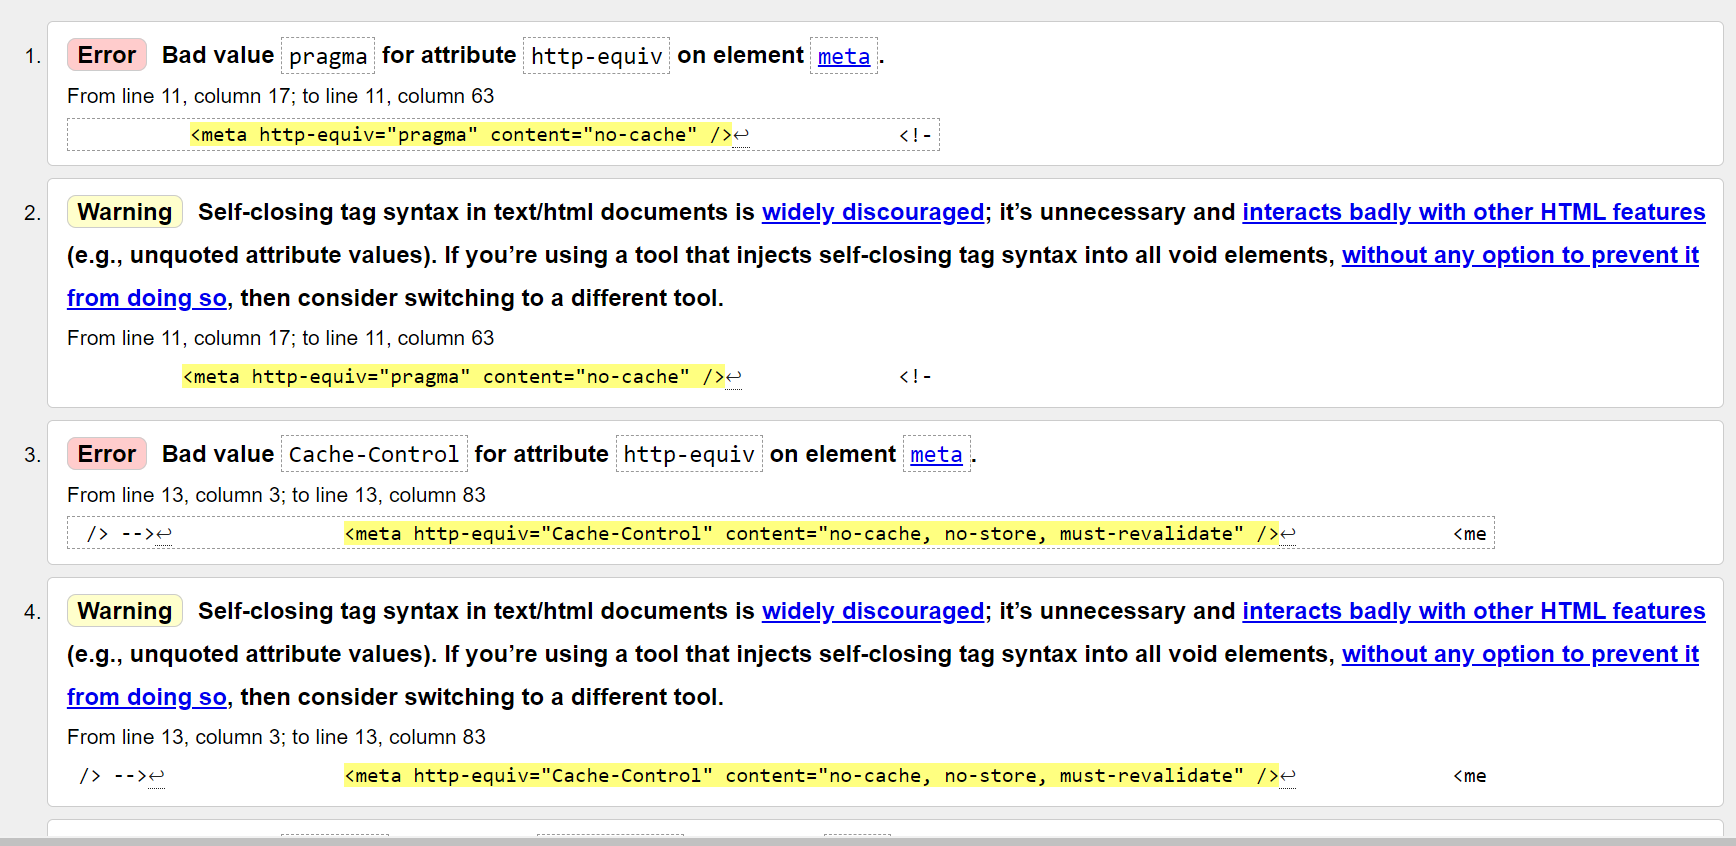 1. Error Bad value pragma for attribute http-equiv on element meta.
From line 11, column 17; to line 11, column 63
<meta http-equiv="pragma" content="no-cache" />↩ <!-
2. Warning Self-closing tag syntax in text/html documents is widely discouraged; it’s unnecessary and interacts badly with other HTML features
(e.g., unquoted attribute values). If you’re using a tool that injects self-closing tag syntax into all void elements, without any option to prevent it
from doing so, then consider switching to a different tool.
From line 11, column 17; to line 11, column 63
<meta http-equiv="pragma" content="no-cache" />↩ <!-
3. Error Bad value Cache-Control for attribute http-equiv on element meta.
From line 13, column 3; to line 13, column 83
/> -->↩ <meta http-equiv="Cache-Control" content="no-cache, no-store, must-revalidate" />↩ <me
4. Warning Self-closing tag syntax in text/html documents is widely discouraged; it’s unnecessary and interacts badly with other HTML features
(e.g., unquoted attribute values). If you’re using a tool that injects self-closing tag syntax into all void elements, without any option to prevent it
from doing so, then consider switching to a different tool.
From line 13, column 3; to line 13, column 83
/> -->↩ <meta http-equiv="Cache-Control" content="no-cache, no-store, must-revalidate" />↩ <me